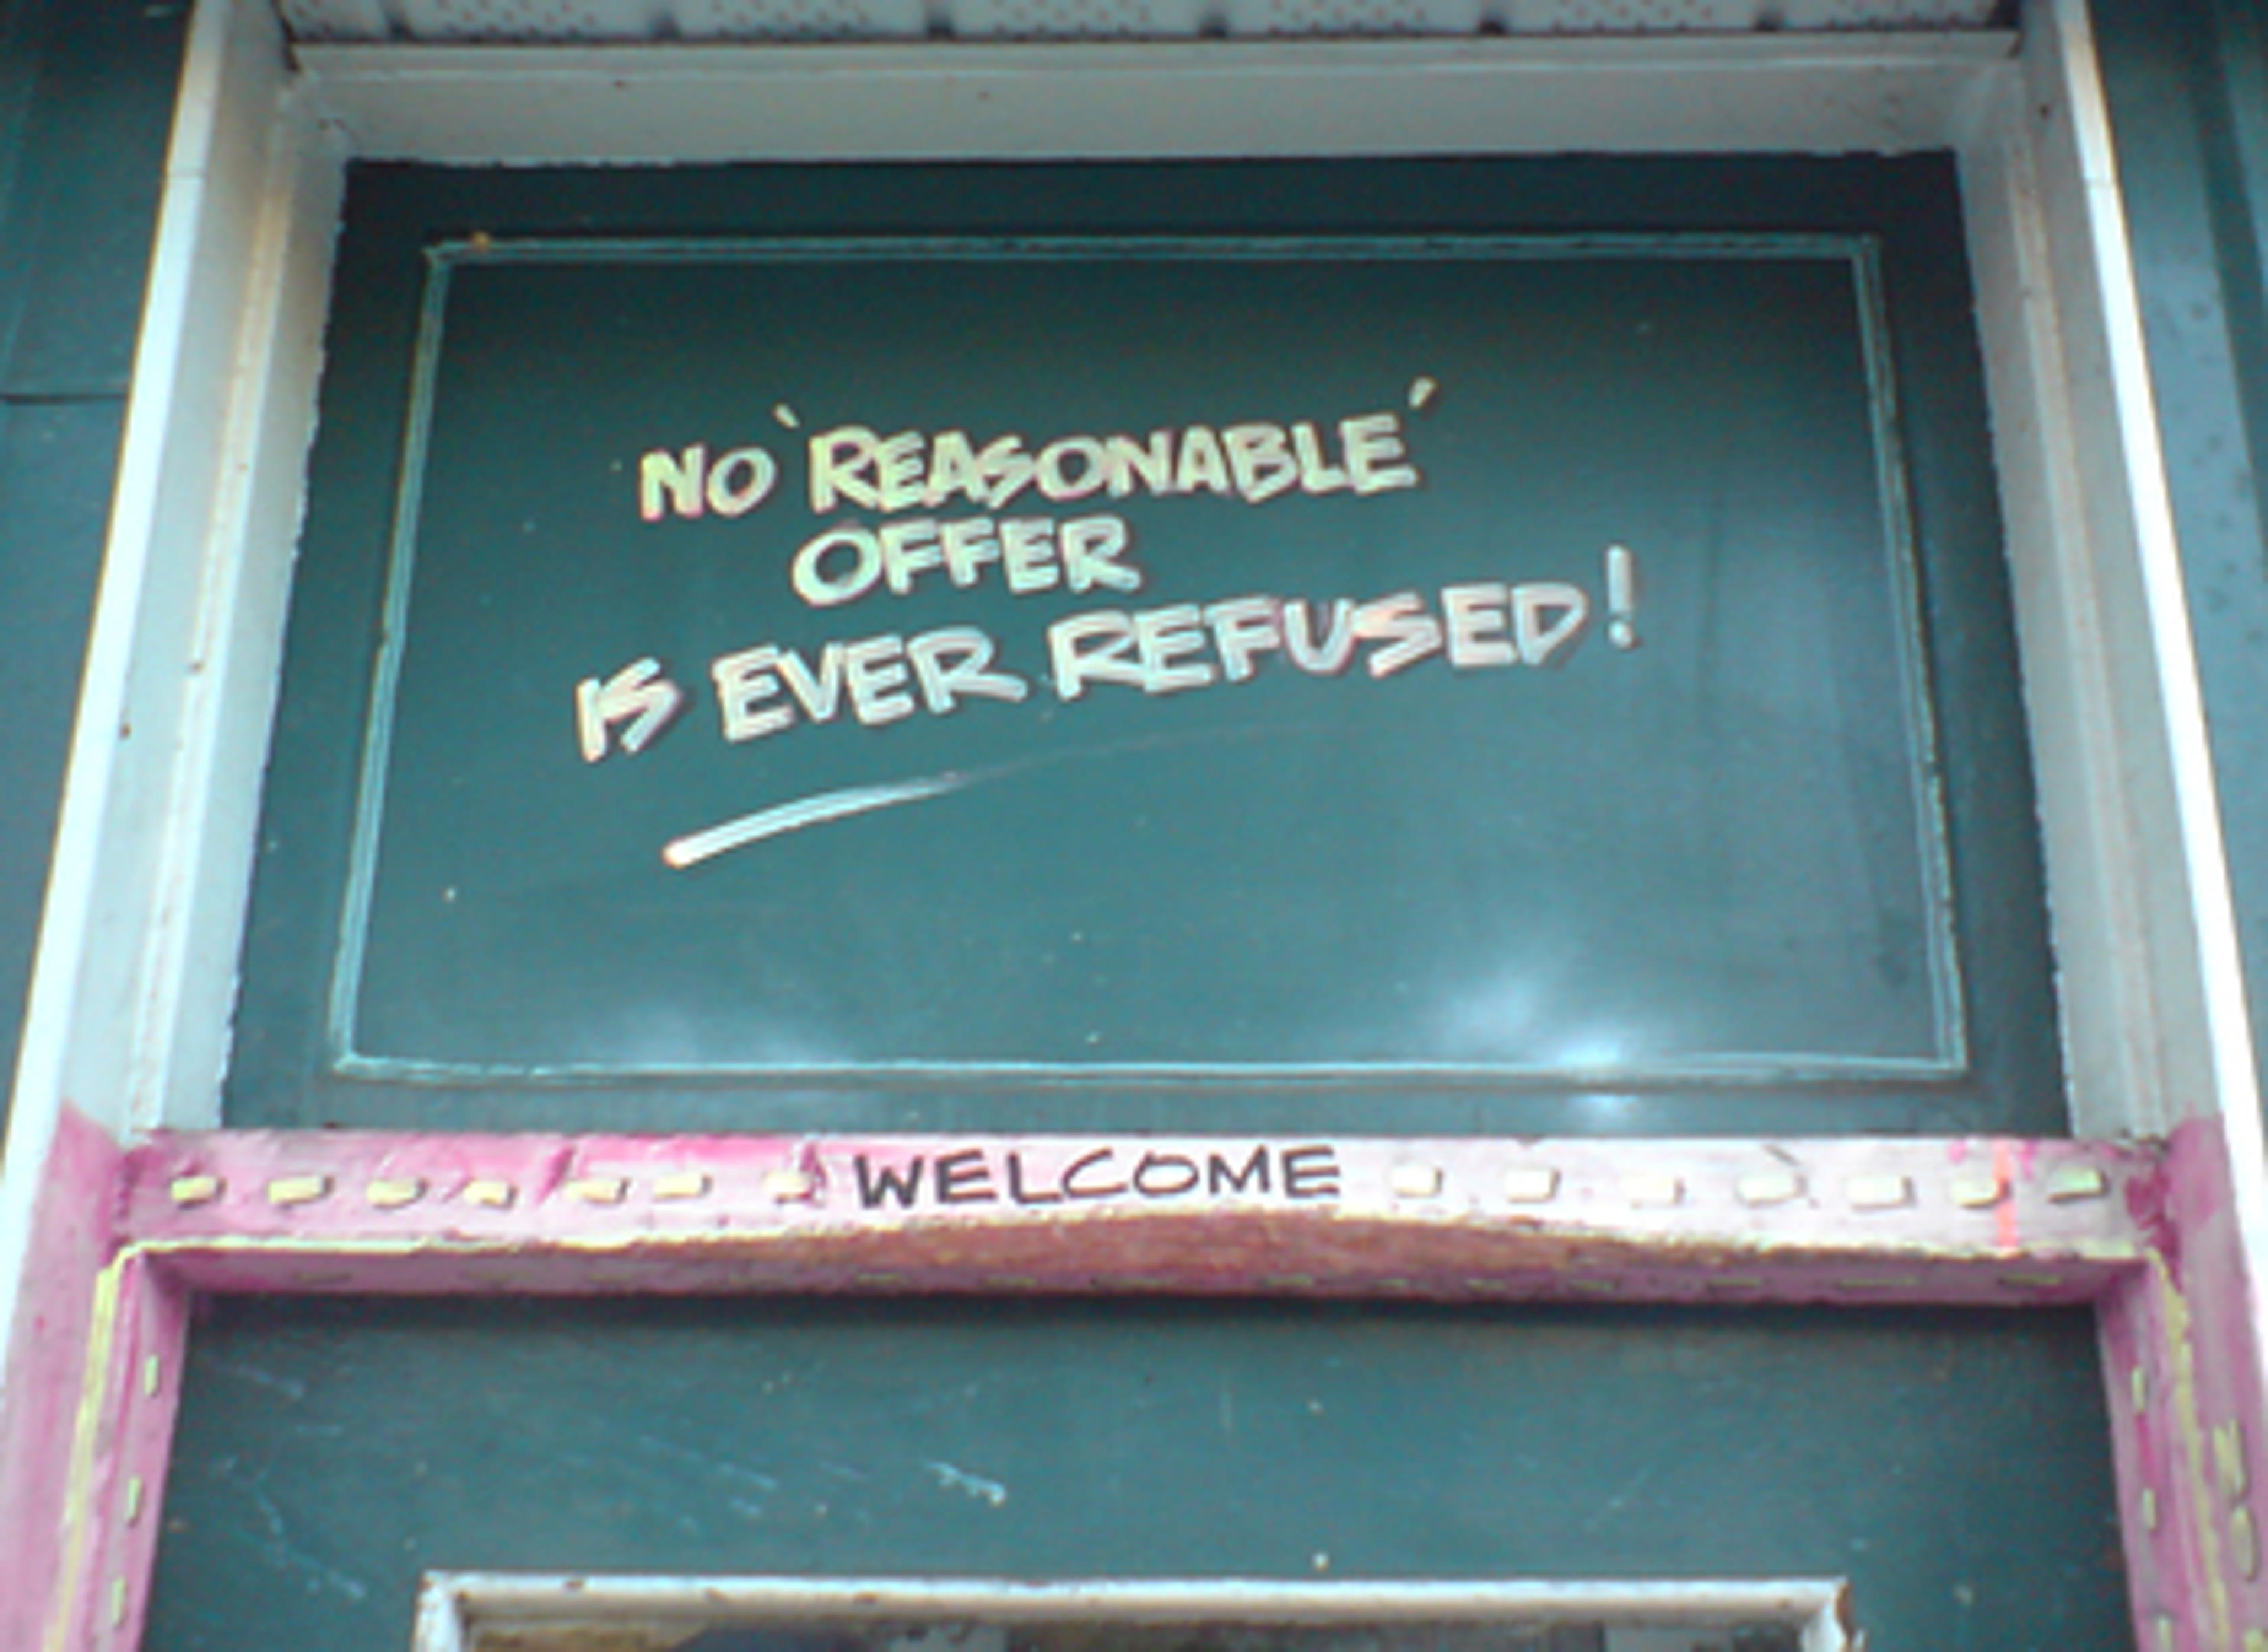 NO 'REASONABLE'
OFFER
IS EVER REFUSED!
WELCOME